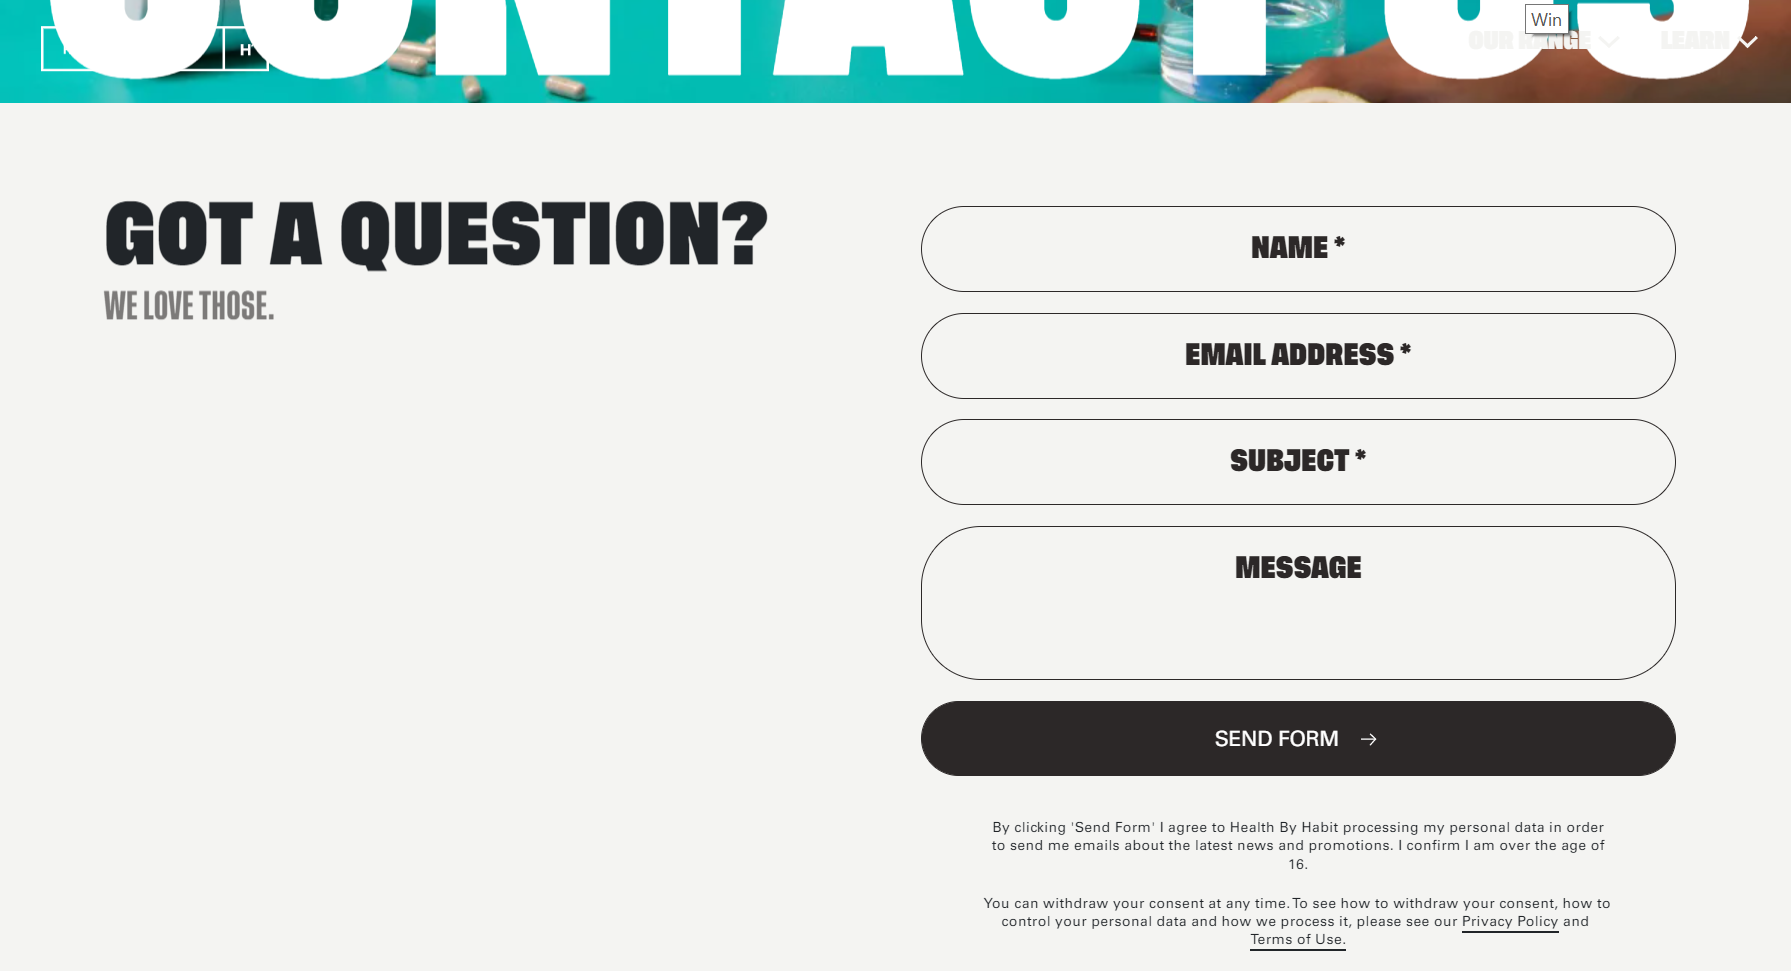 CONTACT US
Win
OUR RANGE
LEARN
GOT A QUESTION?
WE LOVE THOSE.
NAME *
EMAIL ADDRESS *
SUBJECT *
MESSAGE
SEND FORM →
By clicking 'Send Form' I agree to Health By Habit processing my personal data in order
to send me emails about the latest news and promotions. I confirm I am over the age of
16.
You can withdraw your consent at any time. To see how to withdraw your consent, how to
control your personal data and how we process it, please see our Privacy Policy and
Terms of Use.